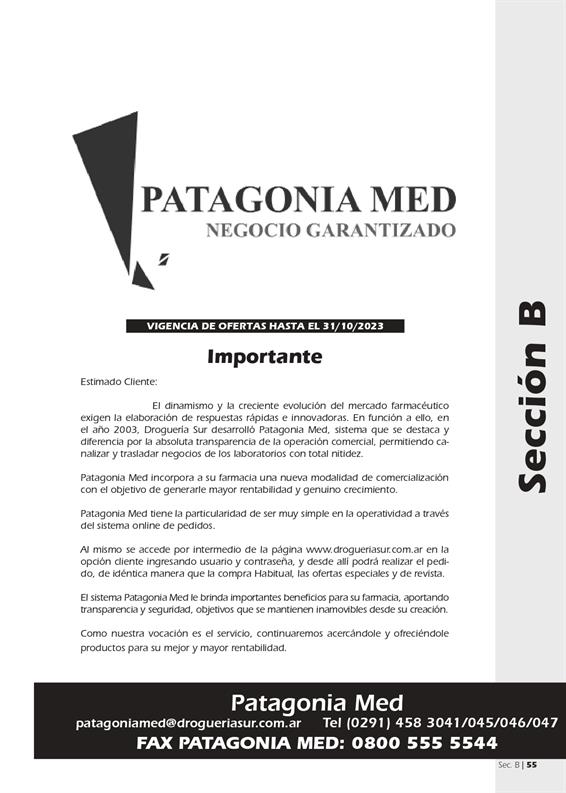 PATAGONIA MED
NEGOCIO GARANTIZADO
VIGENCIA DE OFERTAS HASTA EL 31/10/2023
Importante
Estimado Cliente:
El dinamismo y la creciente evolución del mercado farmacéutico
exigen la elaboración de respuestas rápidas e innovadoras. En función a ello, en
el año 2003, Droguería Sur desarrolló Patagonia Med, sistema que se destaca y
diferencia por la absoluta transparencia de la operación comercial, permitiendo ca-
nalizar y trasladar negocios de los laboratorios con total nitidez.
Patagonia Med incorpora a su farmacia una nueva modalidad de comercialización
con el objetivo de generarle mayor rentabilidad y genuino crecimiento.
Patagonia Med tiene la particularidad de ser muy simple en la operatividad a través
del sistema online de pedidos.
Al mismo se accede por intermedio de la página www.drogueriasur.com.ar en la
opción cliente ingresando usuario y contraseña, y desde allí podrá realizar el pedi-
do, de idéntica manera que la compra Habitual, las ofertas especiales y de revista.
El sistema Patagonia Med le brinda importantes beneficios para su farmacia, aportando
transparencia y seguridad, objetivos que se mantienen inamovibles desde su creación.
Como nuestra vocación es el servicio, continuaremos acercándole y ofreciéndole
productos para su mejor y mayor rentabilidad.
Sección B
Patagonia Med
patagoniamed@drogueriasur.com.ar Tel (0291) 458 3041/045/046/047
FAX PATAGONIA MED: 0800 555 5544
Sec. B | 55